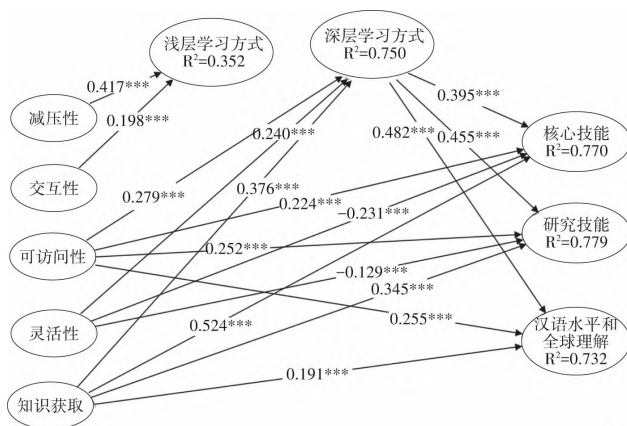 浅层学习方式
R²=0.352
深层学习方式
R²=0.750
0.417***
0.395***
减压性
0.198***
0.240***
0.482***
0.455***
核心技能
R²=0.770
交互性
0.376***
0.279***
0.224***
-0.231***
可访问性
0.252***
研究技能
R²=0.779
-0.129***
0.345***
灵活性
0.524***
0.255***
汉语水平和
全球理解
R²=0.732
0.191***
知识获取